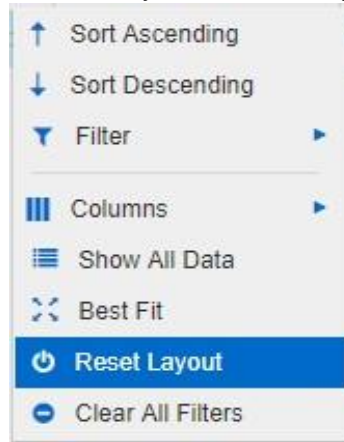 Sort Ascending
Sort Descending
Filter
Columns
Show All Data
Best Fit
Reset Layout
Clear All Filters